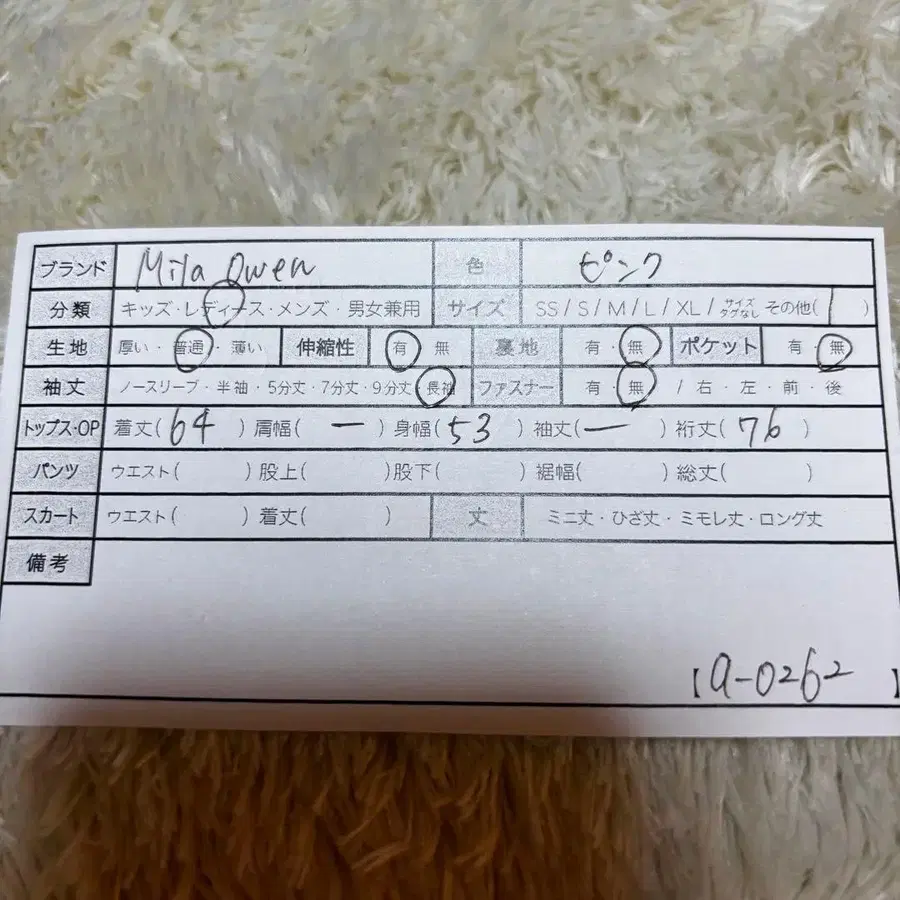 ブランド Mila Owen 色 ピンク
分類 キッズ・レディース・メンズ・男女兼用 サイズ SS / S / M / L / XL / サイズタグなし その他( 1 )
生地 厚い・普通・薄い 伸縮性 有 無 裏地 有・無 ポケット 有 無
袖丈 ノースリーブ・半袖・5分丈・7分丈・9分丈・長袖 ファスナー 有・無 / 右・左・前・後
トップス・OP 着丈( 64 ) 肩幅( ー ) 身幅( 53 ) 袖丈( ー ) 裄丈( 76 )
パンツ ウエスト( ) 股上( ) 股下( ) 裾幅( ) 総丈( )
スカート ウエスト( ) 着丈( ) 丈 ミニ丈・ひざ丈・ミモレ丈・ロング丈
備考
【a-0262】